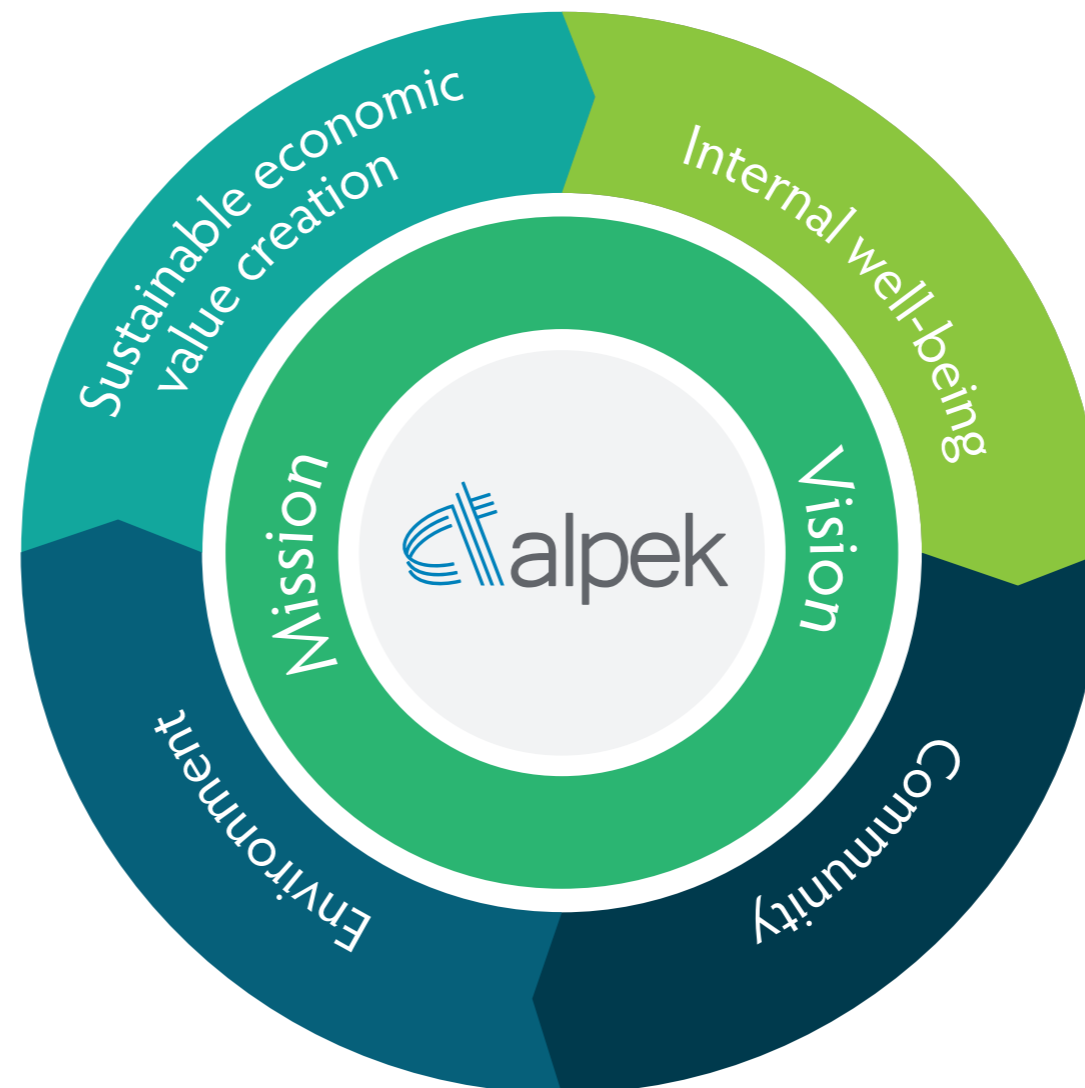 Sustainable economic
value creation
Internal well-being
Mission
alpek
Vision
Environment
Community